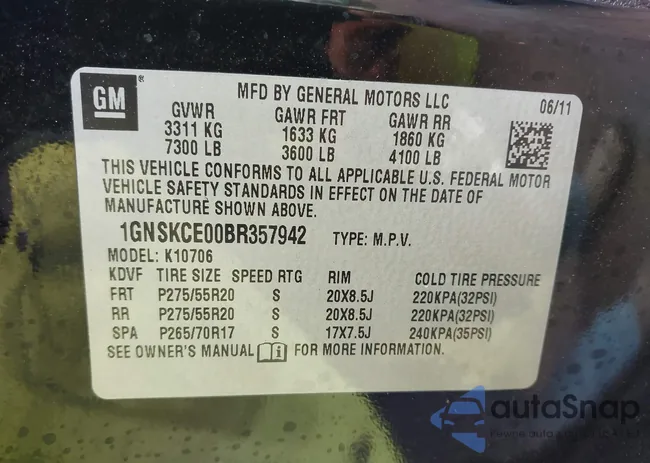 GM®
MFD BY GENERAL MOTORS LLC
06/11
GVWR GAWR FRT GAWR RR
3311 KG 1633 KG 1860 KG
7300 LB 3600 LB 4100 LB
THIS VEHICLE CONFORMS TO ALL APPLICABLE U.S. FEDERAL MOTOR
VEHICLE SAFETY STANDARDS IN EFFECT ON THE DATE OF
MANUFACTURE SHOWN ABOVE.
1GNSKCE00BR357942 TYPE: M.P.V.
MODEL: K10706
KDVF TIRE SIZE SPEED RTG RIM COLD TIRE PRESSURE
FRT P275/55R20 S 20X8.5J 220KPA(32PSI)
RR P275/55R20 S 20X8.5J 220KPA(32PSI)
SPA P265/70R17 S 17X7.5J 240KPA(35PSI)
SEE OWNER'S MANUAL i FOR MORE INFORMATION.
autaSnap